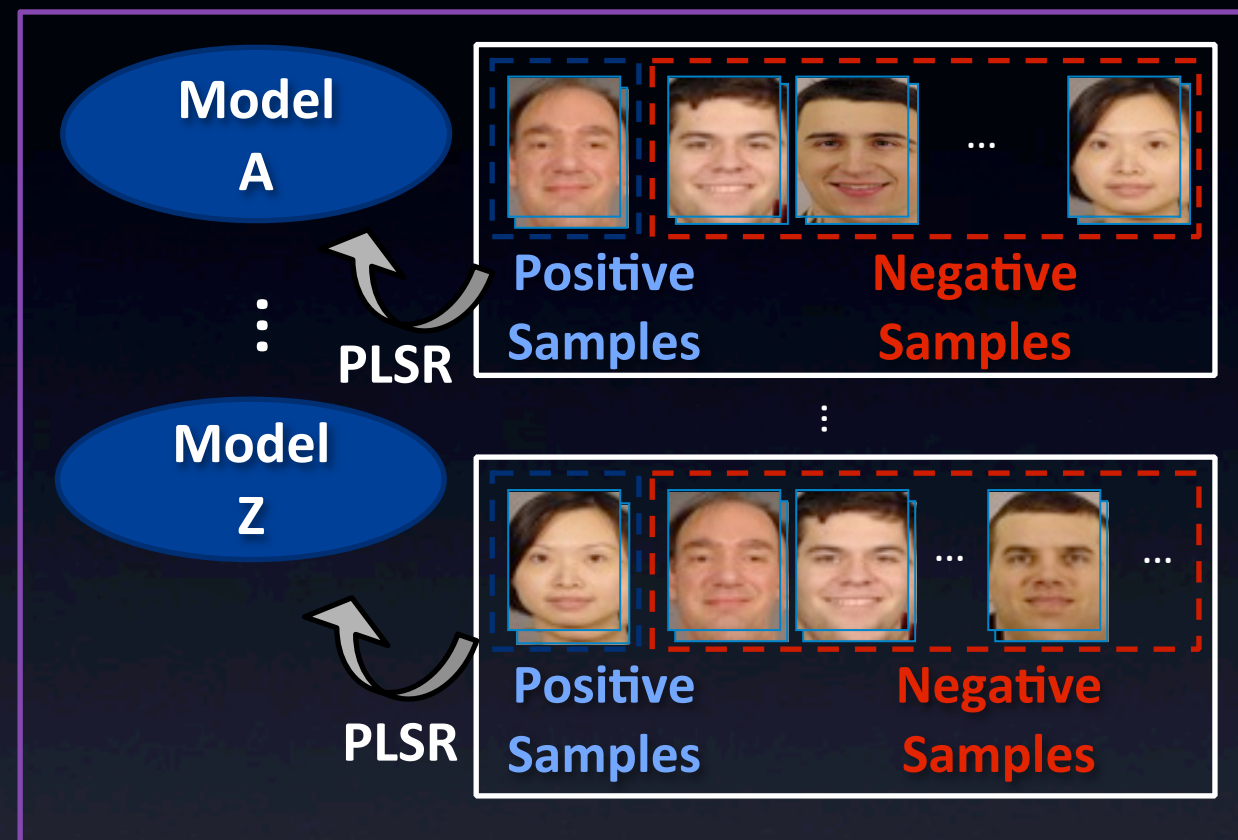 Model
A
...
Positive
Samples
Negative
Samples
⋮
PLSR
⋮
Model
Z
...
...
Positive
Samples
Negative
Samples
PLSR